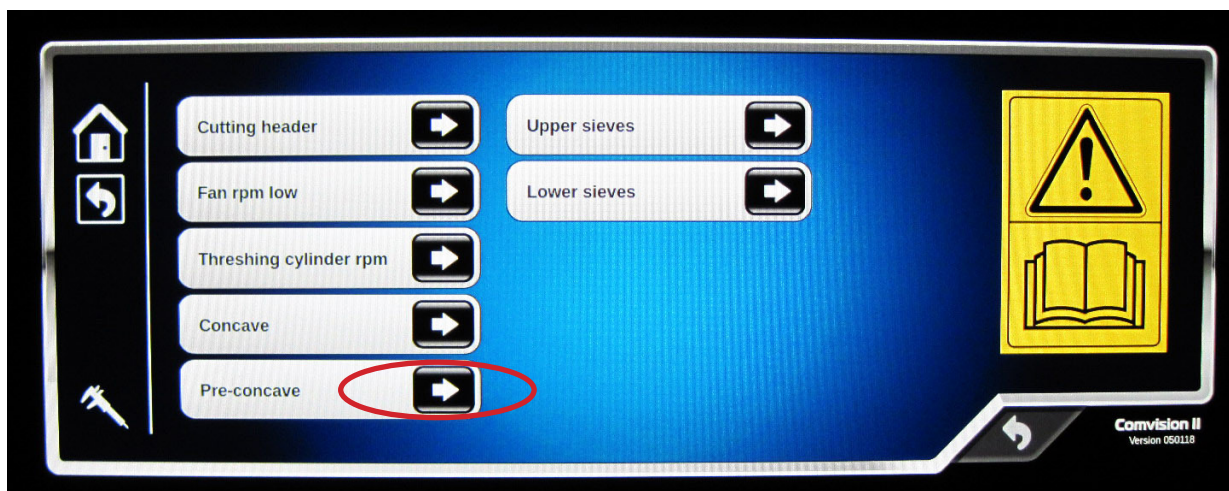 Cutting header
Fan rpm low
Threshing cylinder rpm
Concave
Pre-concave
Upper sieves
Lower sieves
Comvision II
Version 050118